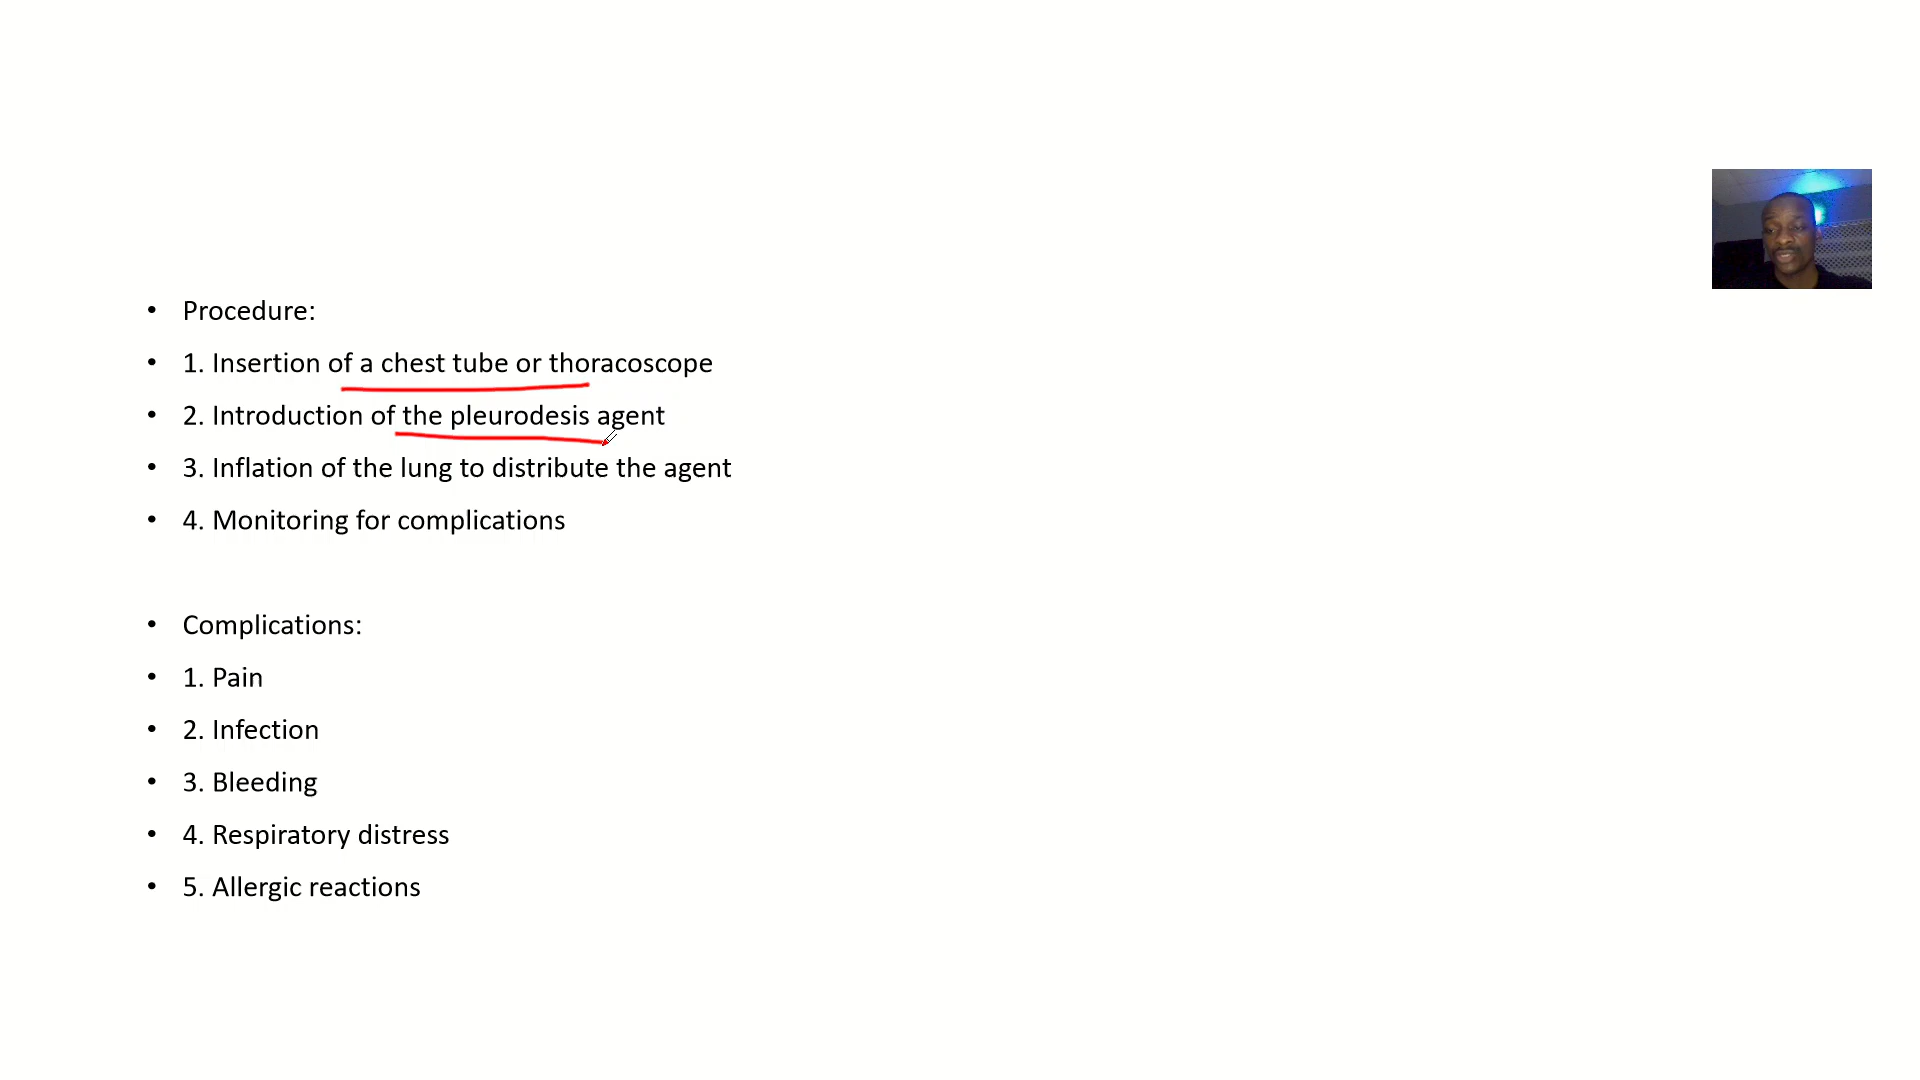 • Procedure:
• 1. Insertion of a chest tube or thoracoscope
• 2. Introduction of the pleurodesis agent
• 3. Inflation of the lung to distribute the agent
• 4. Monitoring for complications
• Complications:
• 1. Pain
• 2. Infection
• 3. Bleeding
• 4. Respiratory distress
• 5. Allergic reactions